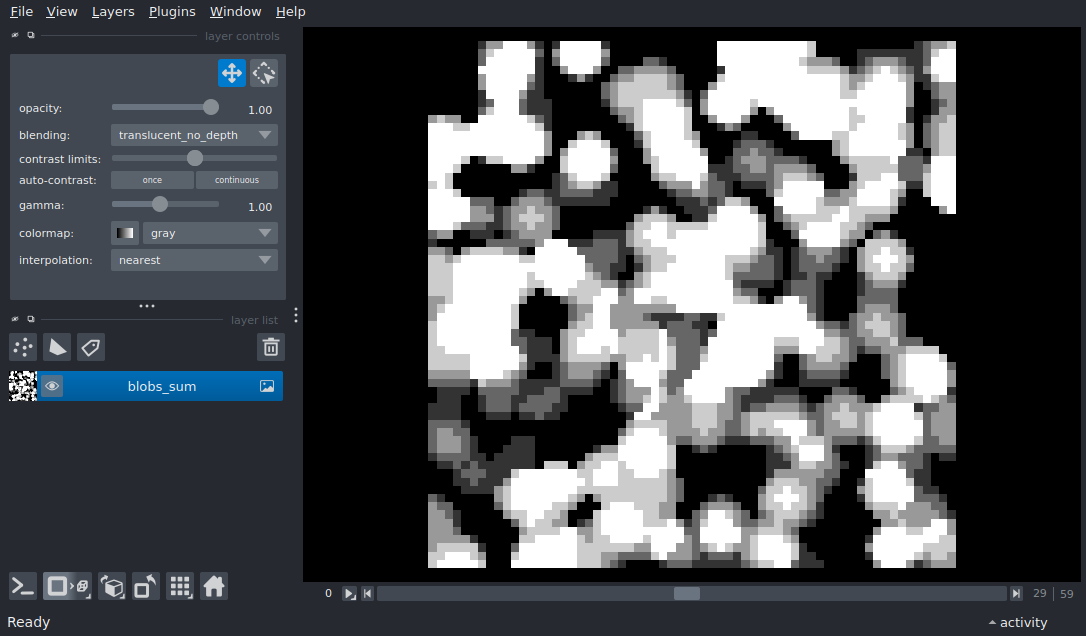 File View Layers Plugins Window Help
layer controls
opacity: 1.00
blending: translucent_no_depth
contrast limits:
auto-contrast: once continuous
gamma: 1.00
colormap: gray
interpolation: nearest
layer list
blobs_sum
0 29 59
Ready activity